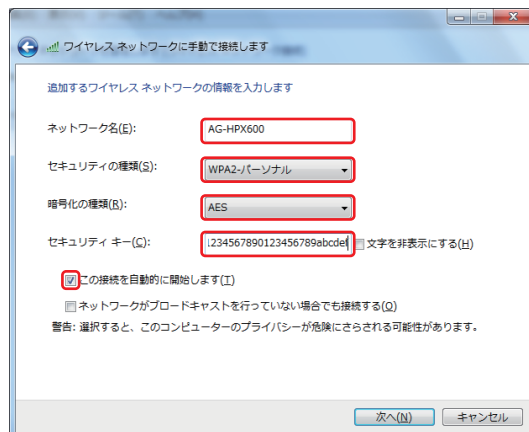 ワイヤレス ネットワークに手動で接続します
追加するワイヤレス ネットワークの情報を入力します
ネットワーク名(E): AG-HPX600
セキュリティの種類(S): WPA2-パーソナル
暗号化の種類(R): AES
セキュリティ キー(C): 1234567890123456789abcdef 文字を非表示にする(H)
この接続を自動的に開始します(T)
ネットワークがブロードキャストを行っていない場合でも接続する(O)
警告: 選択すると、このコンピューターのプライバシーが危険にさらされる可能性があります。
次へ(N) キャンセル